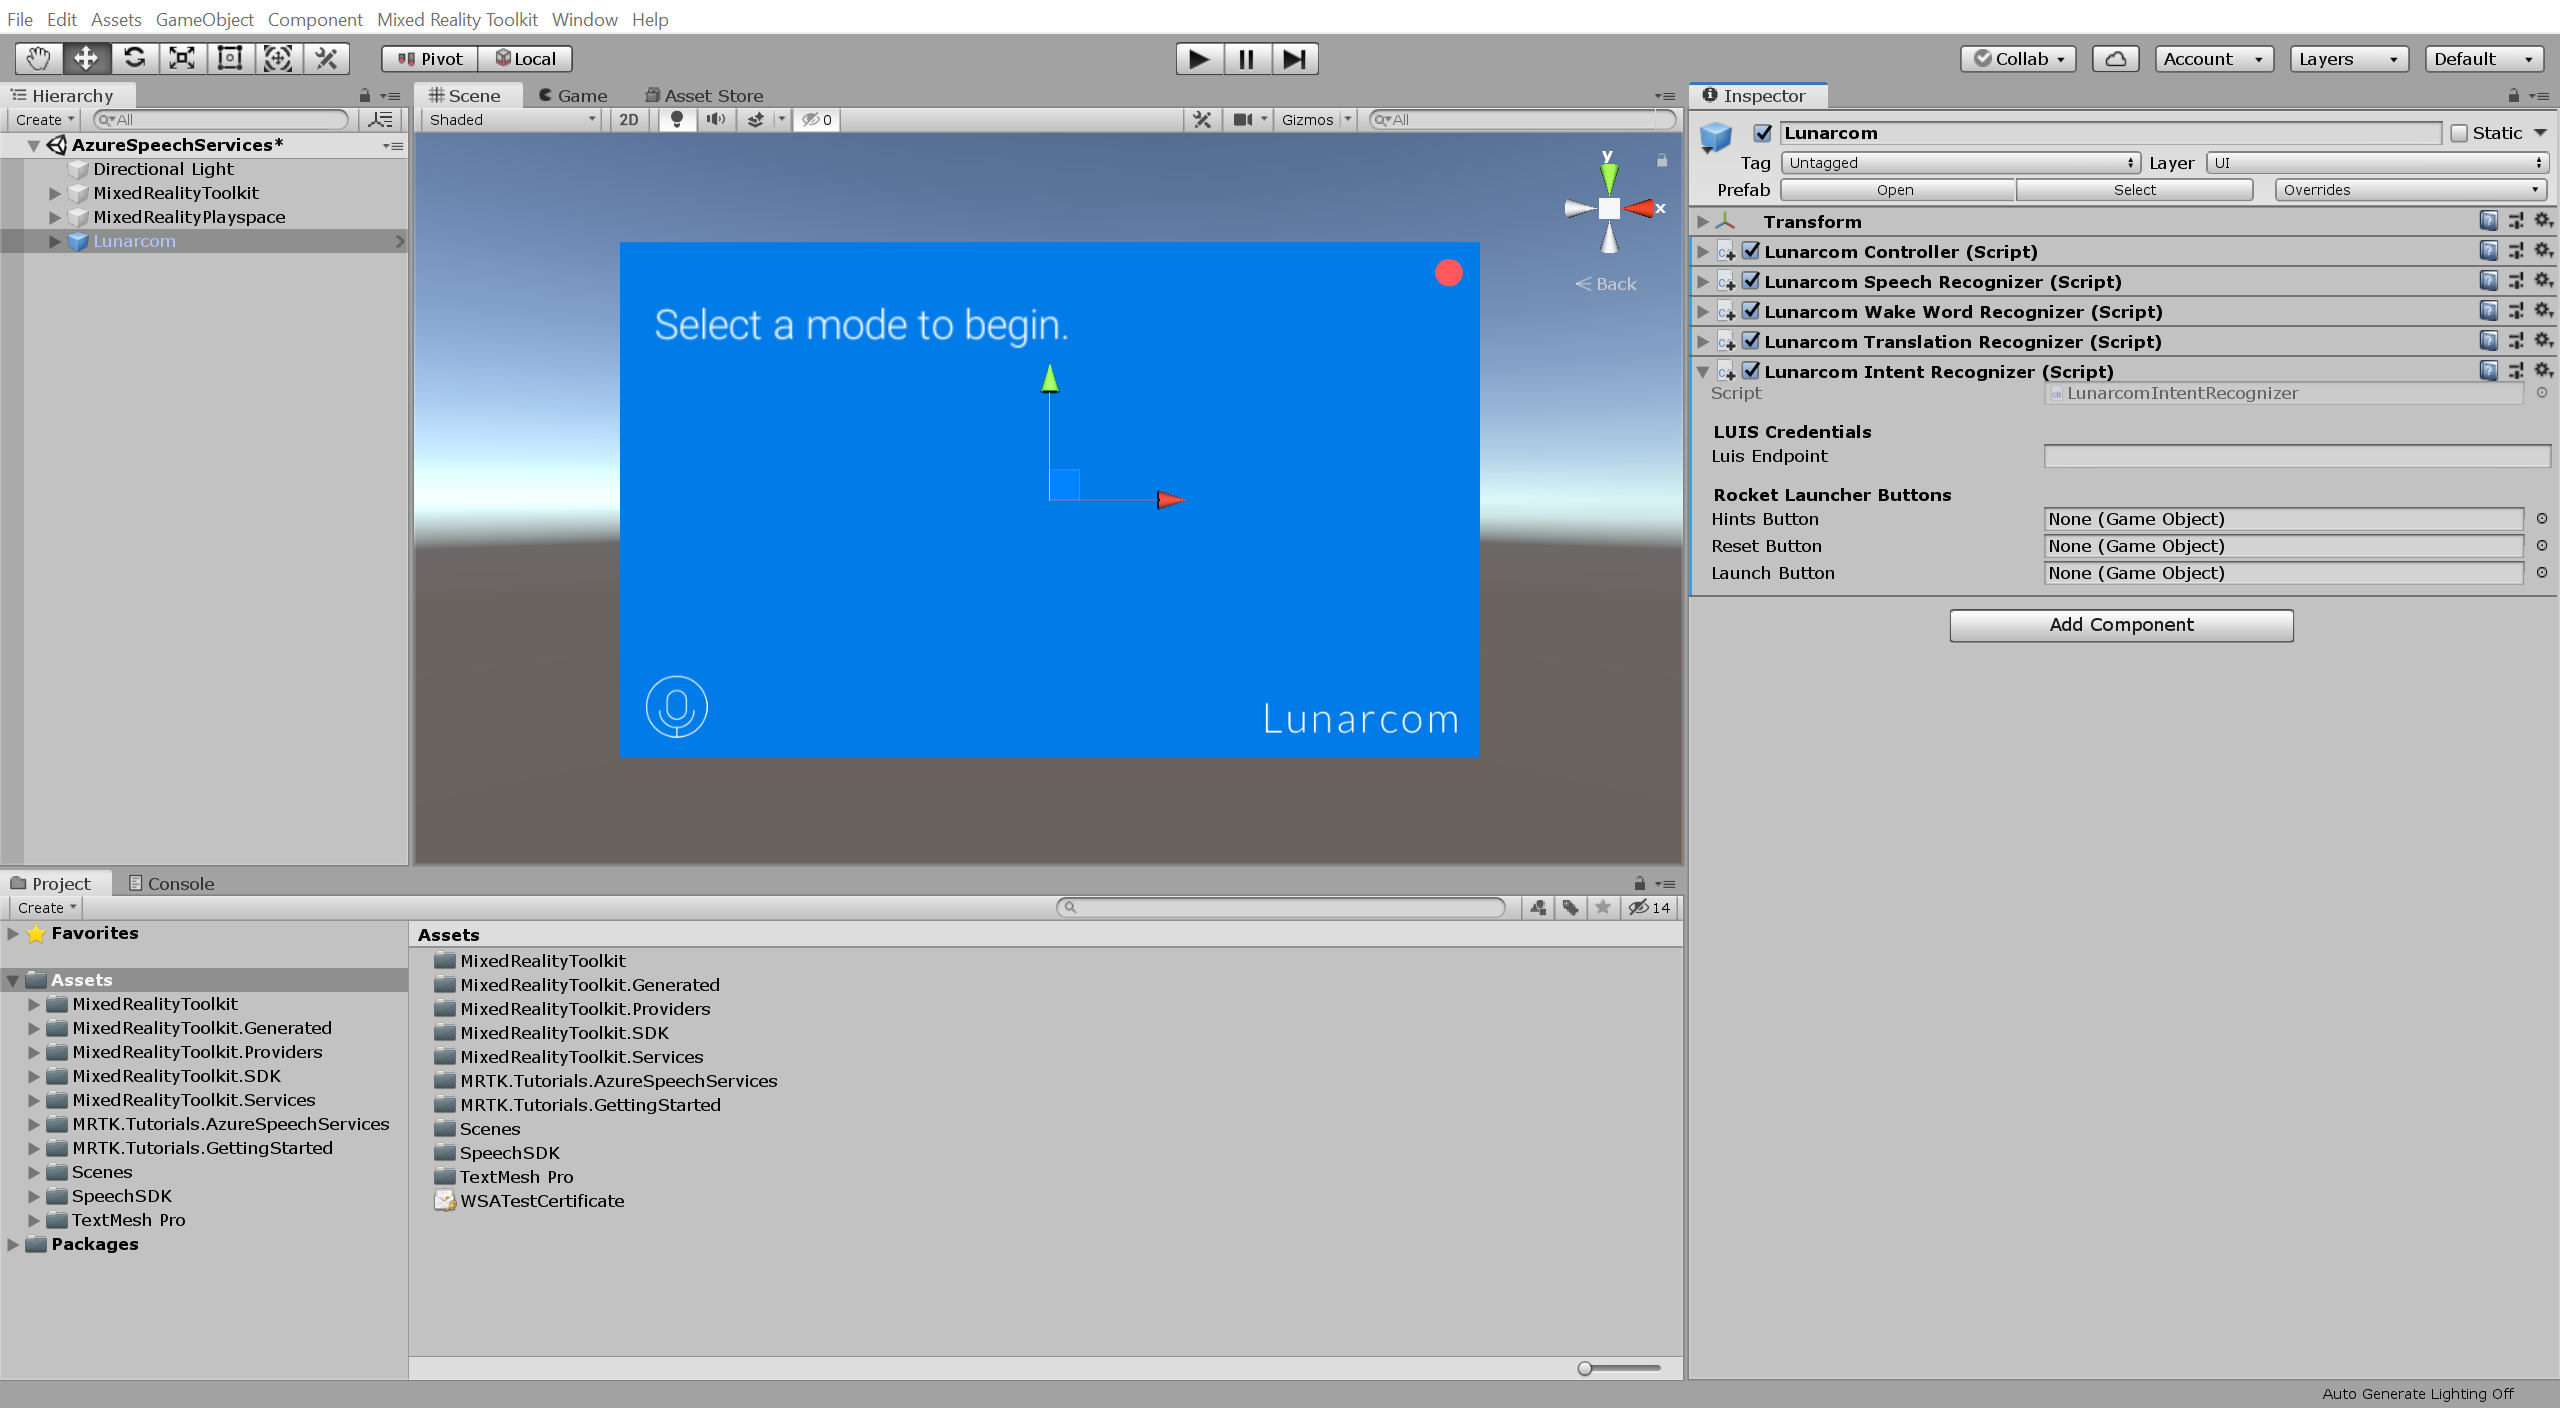 File Edit Assets GameObject Component Mixed Reality Toolkit Window Help
Pivot Local
Collab Account Layers Default
Hierarchy
Create All
AzureSpeechServices*
Directional Light
MixedRealityToolkit
MixedRealityPlayspace
Lunarcom
Scene Game Asset Store
Shaded 2D 0 Gizmos All
y
x
Back
Select a mode to begin.
Lunarcom
Inspector
Lunarcom Static
Tag Untagged Layer UI
Prefab Open Select Overrides
Transform
Lunarcom Controller (Script)
Lunarcom Speech Recognizer (Script)
Lunarcom Wake Word Recognizer (Script)
Lunarcom Translation Recognizer (Script)
Lunarcom Intent Recognizer (Script)
Script LunarcomIntentRecognizer
LUIS Credentials
Luis Endpoint
Rocket Launcher Buttons
Hints Button None (Game Object)
Reset Button None (Game Object)
Launch Button None (Game Object)
Add Component
Project Console
Create 14
Favorites
Assets
MixedRealityToolkit
MixedRealityToolkit.Generated
MixedRealityToolkit.Providers
MixedRealityToolkit.SDK
MixedRealityToolkit.Services
MRTK.Tutorials.AzureSpeechServices
MRTK.Tutorials.GettingStarted
Scenes
SpeechSDK
TextMesh Pro
Packages
Assets
MixedRealityToolkit
MixedRealityToolkit.Generated
MixedRealityToolkit.Providers
MixedRealityToolkit.SDK
MixedRealityToolkit.Services
MRTK.Tutorials.AzureSpeechServices
MRTK.Tutorials.GettingStarted
Scenes
SpeechSDK
TextMesh Pro
WSATestCertificate
Auto Generate Lighting Off